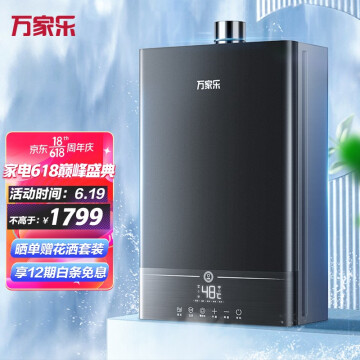 万家乐
万家乐
京东
18th
618
周年庆
家电618巅峰盛典
活动时间：6.19
不高于：¥1799
晒单赠花洒套装
享12期白条免息
48℃